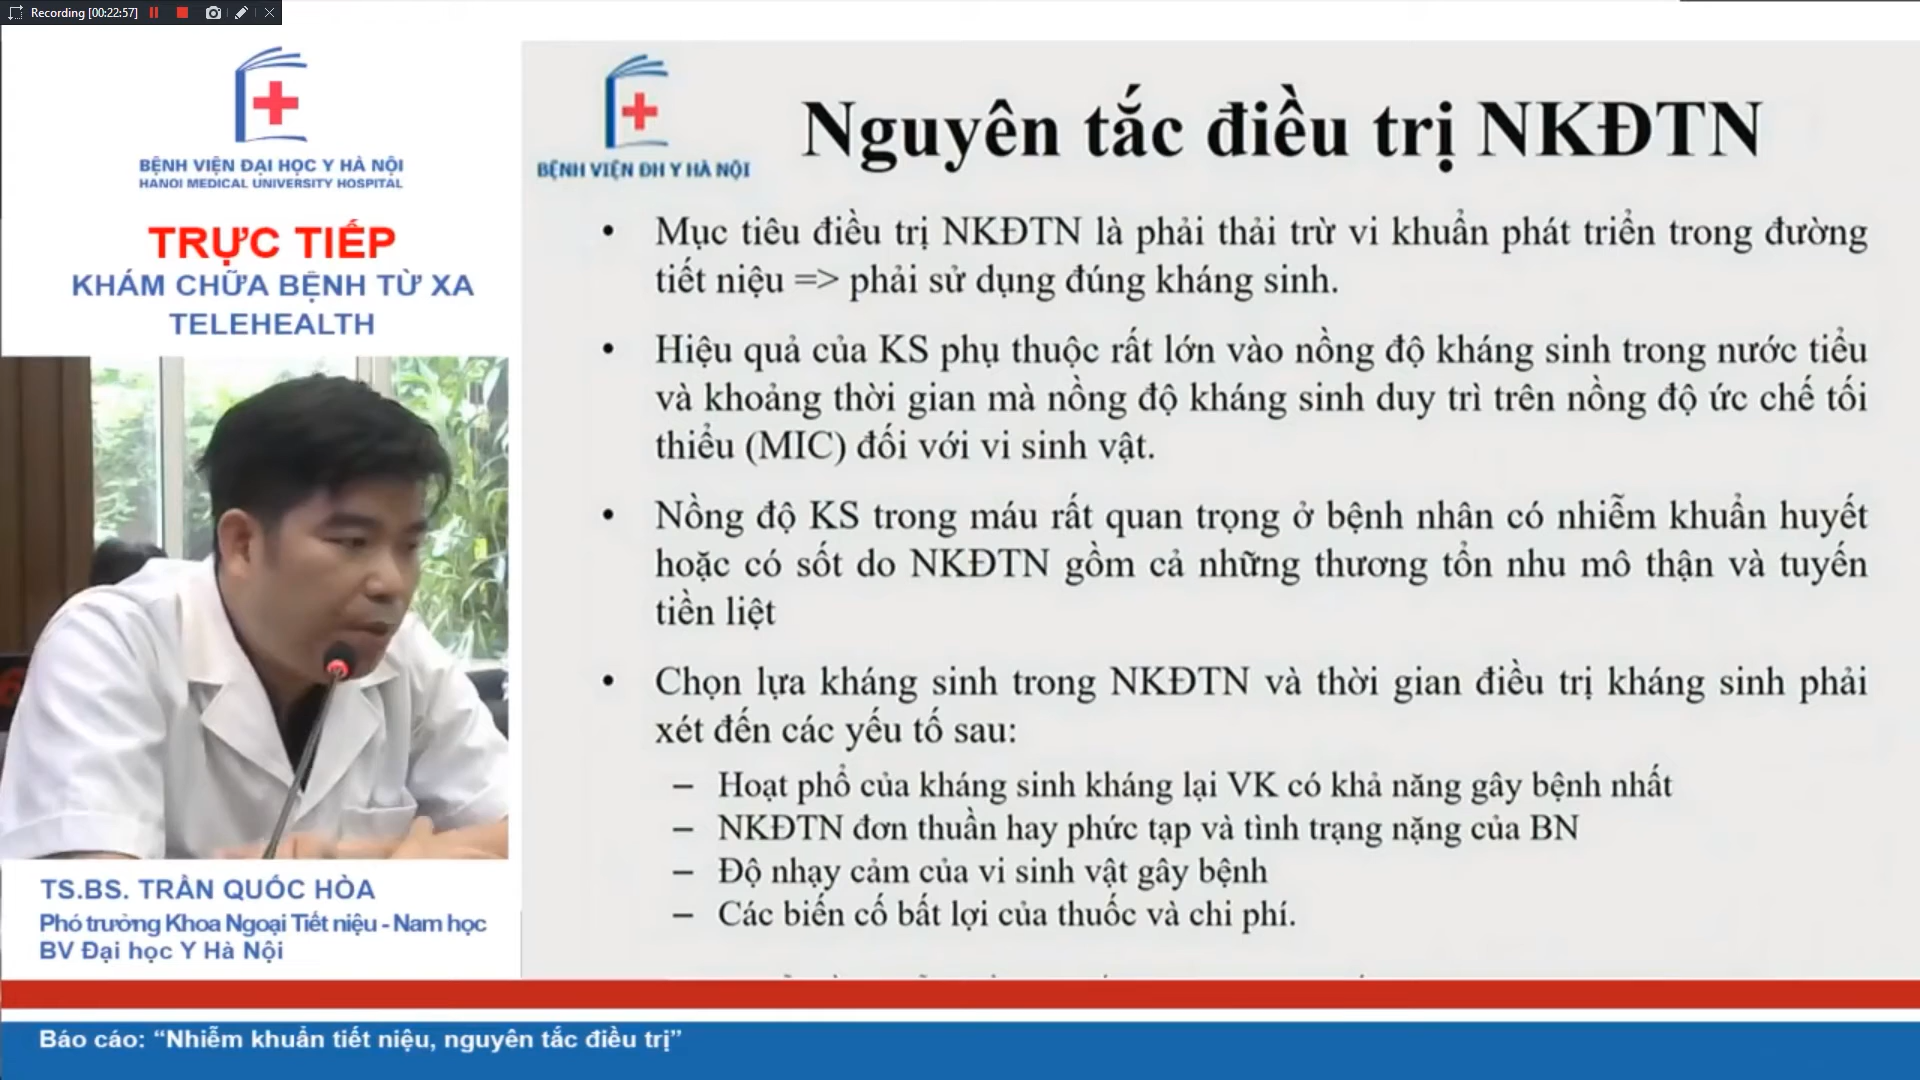 Recording [00:22:57]
BỆNH VIỆN ĐẠI HỌC Y HÀ NỘI
HANOI MEDICAL UNIVERSITY HOSPITAL
TRỰC TIẾP
KHÁM CHỮA BỆNH TỪ XA
TELEHEALTH
TS.BS. TRẦN QUỐC HÒA
Phó trưởng Khoa Ngoại Tiết niệu - Nam học
BV Đại học Y Hà Nội
BỆNH VIỆN ĐH Y HÀ NỘI
Nguyên tắc điều trị NKĐTN
• Mục tiêu điều trị NKĐTN là phải thải trừ vi khuẩn phát triển trong đường
tiết niệu => phải sử dụng đúng kháng sinh.
• Hiệu quả của KS phụ thuộc rất lớn vào nồng độ kháng sinh trong nước tiểu
và khoảng thời gian mà nồng độ kháng sinh duy trì trên nồng độ ức chế tối
thiểu (MIC) đối với vi sinh vật.
• Nồng độ KS trong máu rất quan trọng ở bệnh nhân có nhiễm khuẩn huyết
hoặc có sốt do NKĐTN gồm cả những thương tổn nhu mô thận và tuyến
tiền liệt
• Chọn lựa kháng sinh trong NKĐTN và thời gian điều trị kháng sinh phải
xét đến các yếu tố sau:
– Hoạt phổ của kháng sinh kháng lại VK có khả năng gây bệnh nhất
– NKĐTN đơn thuần hay phức tạp và tình trạng nặng của BN
– Độ nhạy cảm của vi sinh vật gây bệnh
– Các biến cố bất lợi của thuốc và chi phí.
Báo cáo: “Nhiễm khuẩn tiết niệu, nguyên tắc điều trị”